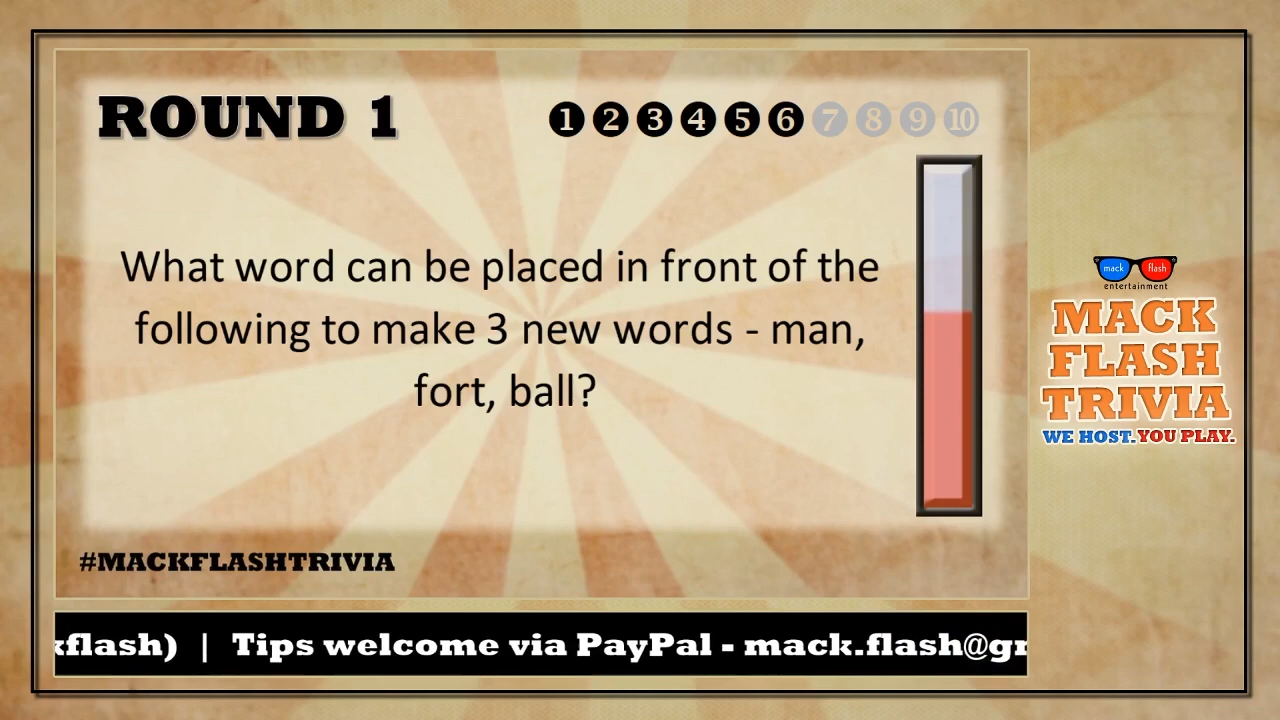 ROUND 1
1 2 3 4 5 6 7 8 9 10
What word can be placed in front of the
following to make 3 new words - man,
fort, ball?
mack flash
entertainment
MACK
FLASH
TRIVIA
WE HOST. YOU PLAY.
#MACKFLASHTRIVIA
kflash) | Tips welcome via PayPal - mack.flash@gm